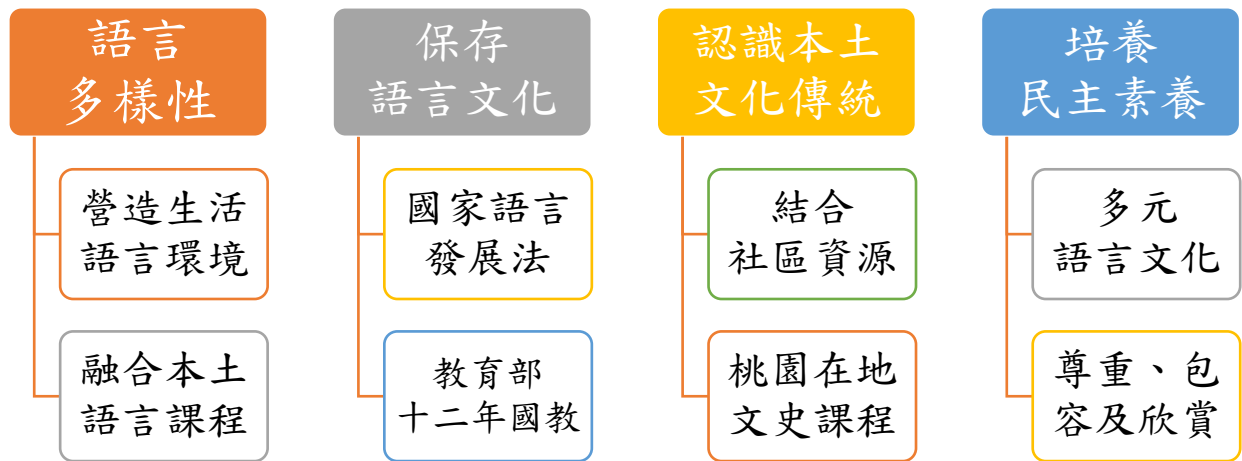 語言
多樣性
營造生活
語言環境
融合本土
語言課程
保存
語言文化
國家語言
發展法
教育部
十二年國教
認識本土
文化傳統
結合
社區資源
桃園在地
文史課程
培養
民主素養
多元
語言文化
尊重、包
容及欣賞